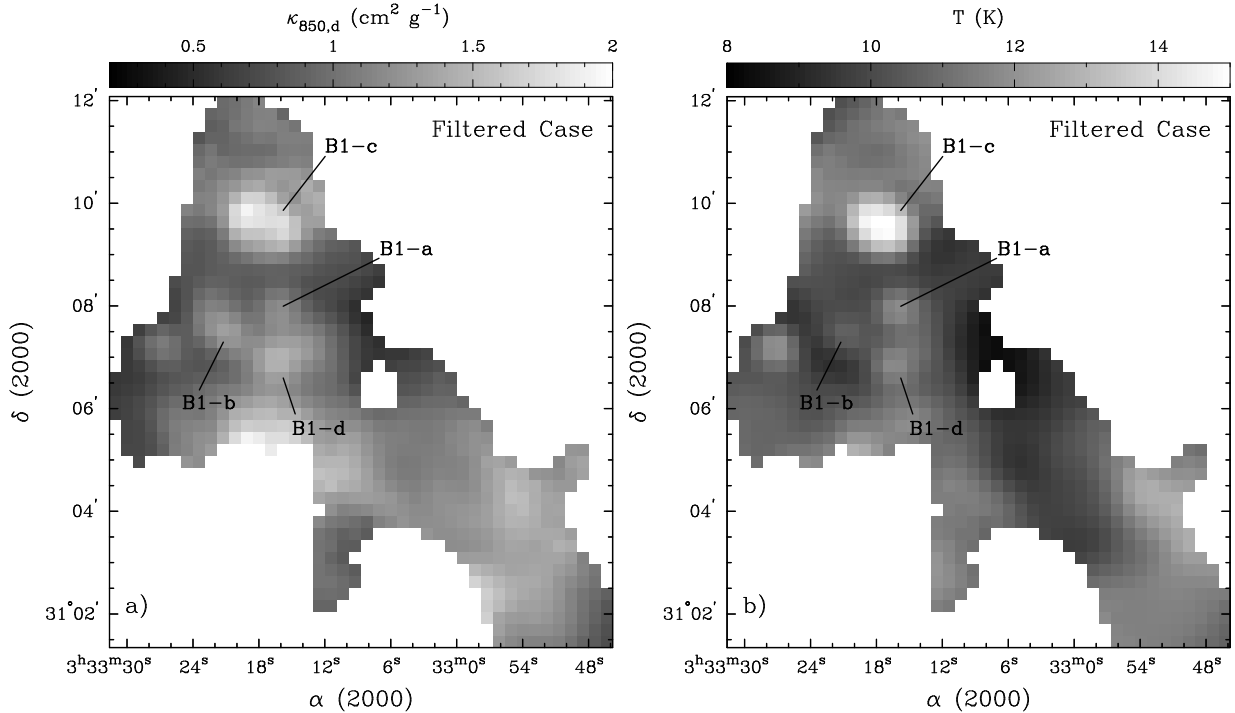 κ850,d (cm² g⁻¹)
0.5 1 1.5 2
Filtered Case
B1−c
B1−a
B1−b
B1−d
a)
12′
10′
08′
06′
04′
31°02′
δ (2000)
3ʰ33ᵐ30ˢ 24ˢ 18ˢ 12ˢ 6ˢ 33ᵐ0ˢ 54ˢ 48ˢ
α (2000)
T (K)
8 10 12 14
Filtered Case
B1−c
B1−a
B1−b
B1−d
b)
12′
10′
08′
06′
04′
31°02′
δ (2000)
3ʰ33ᵐ30ˢ 24ˢ 18ˢ 12ˢ 6ˢ 33ᵐ0ˢ 54ˢ 48ˢ
α (2000)